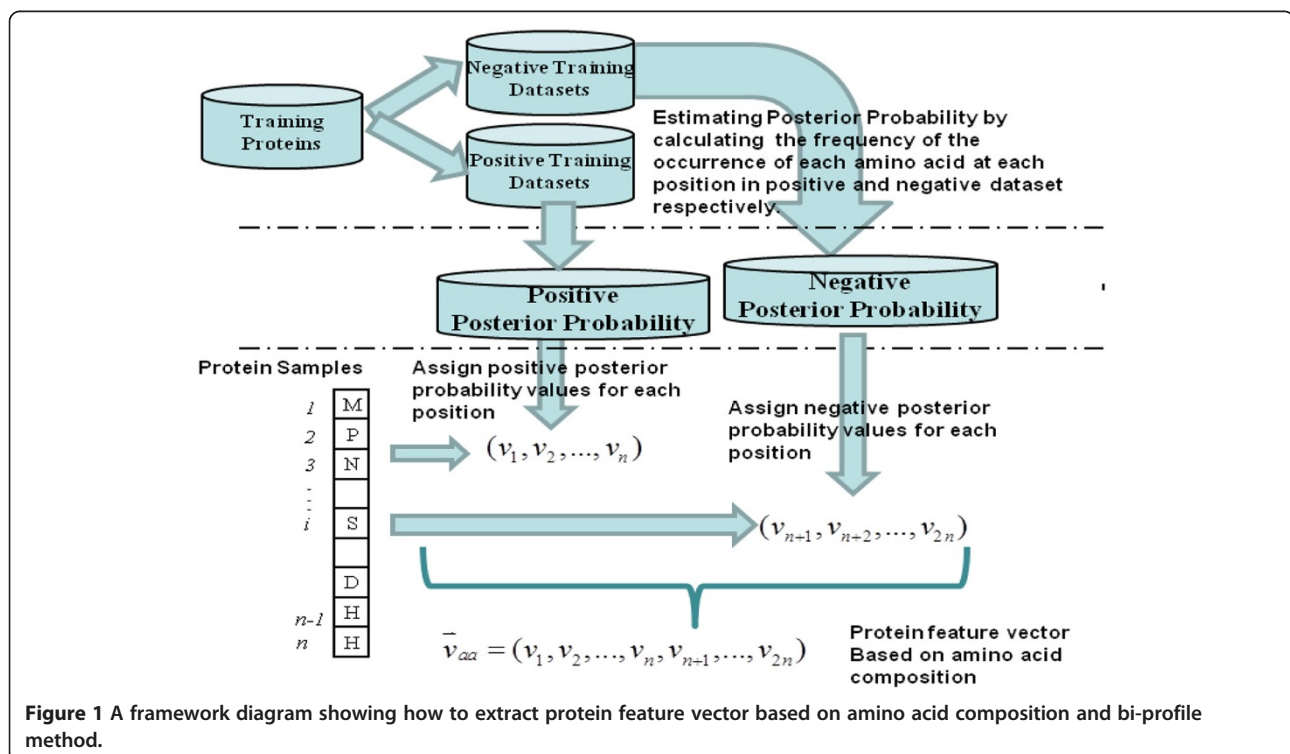 Training
Proteins
Negative Training
Datasets
Positive Training
Datasets
Estimating Posterior Probability by
calculating the frequency of the
occurrence of each amino acid at each
position in positive and negative dataset
respectively.
Positive
Posterior Probability
Negative
Posterior Probability
Protein Samples
Assign positive posterior
probability values for each
position
Assign negative posterior
probability values for each
position
1 M
2 P
3 N
i S
D
n-1 H
n H
(v₁, v₂, ..., vₙ)
(vₙ₊₁, vₙ₊₂, ..., v₂ₙ)
v̄ₐₐ = (v₁, v₂, ..., vₙ, vₙ₊₁, ..., v₂ₙ)
Protein feature vector
Based on amino acid
composition
Figure 1 A framework diagram showing how to extract protein feature vector based on amino acid composition and bi-profile
method.